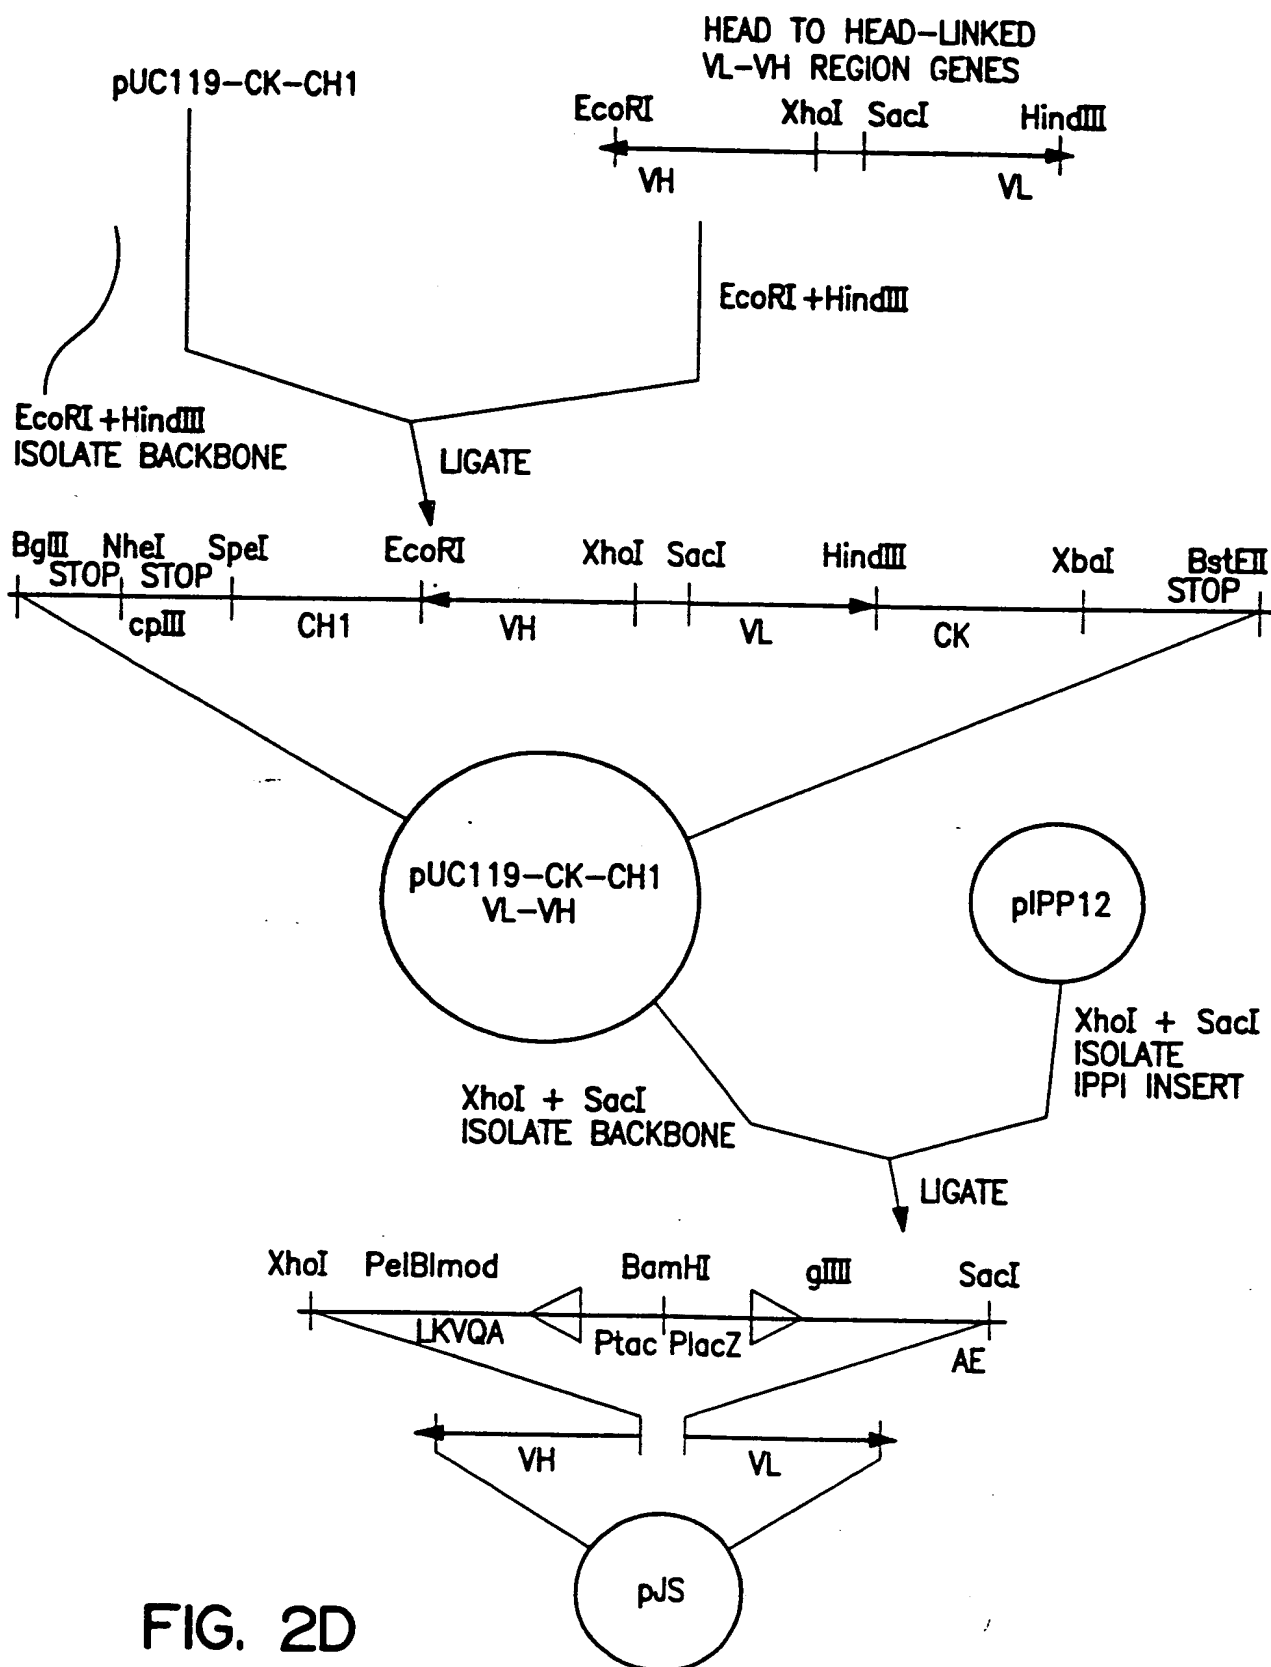 HEAD TO HEAD-LINKED
VL-VH REGION GENES
pUC119-CK-CH1
EcoRI XhoI SacI HindIII
VH VL
EcoRI+HindIII
EcoRI+HindIII
ISOLATE BACKBONE
LIGATE
BglII NheI SpeI EcoRI XhoI SacI HindIII XbaI BstEII
STOP STOP STOP
cpIII CH1 VH VL CK
pUC119-CK-CH1
VL-VH
pIPP12
XhoI + SacI
ISOLATE
IPPI INSERT
XhoI + SacI
ISOLATE BACKBONE
LIGATE
XhoI PelBImod BamHI gIIII SacI
LKVQA Ptac PlacZ AE
VH VL
pJS
FIG. 2D